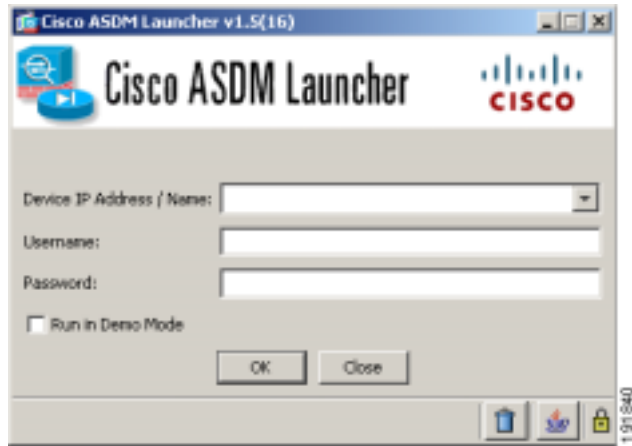 Cisco ASDM Launcher v1.5(16)
Cisco ASDM Launcher
CISCO
Device IP Address / Name:
Username:
Password:
Run in Demo Mode
OK
Close
191840